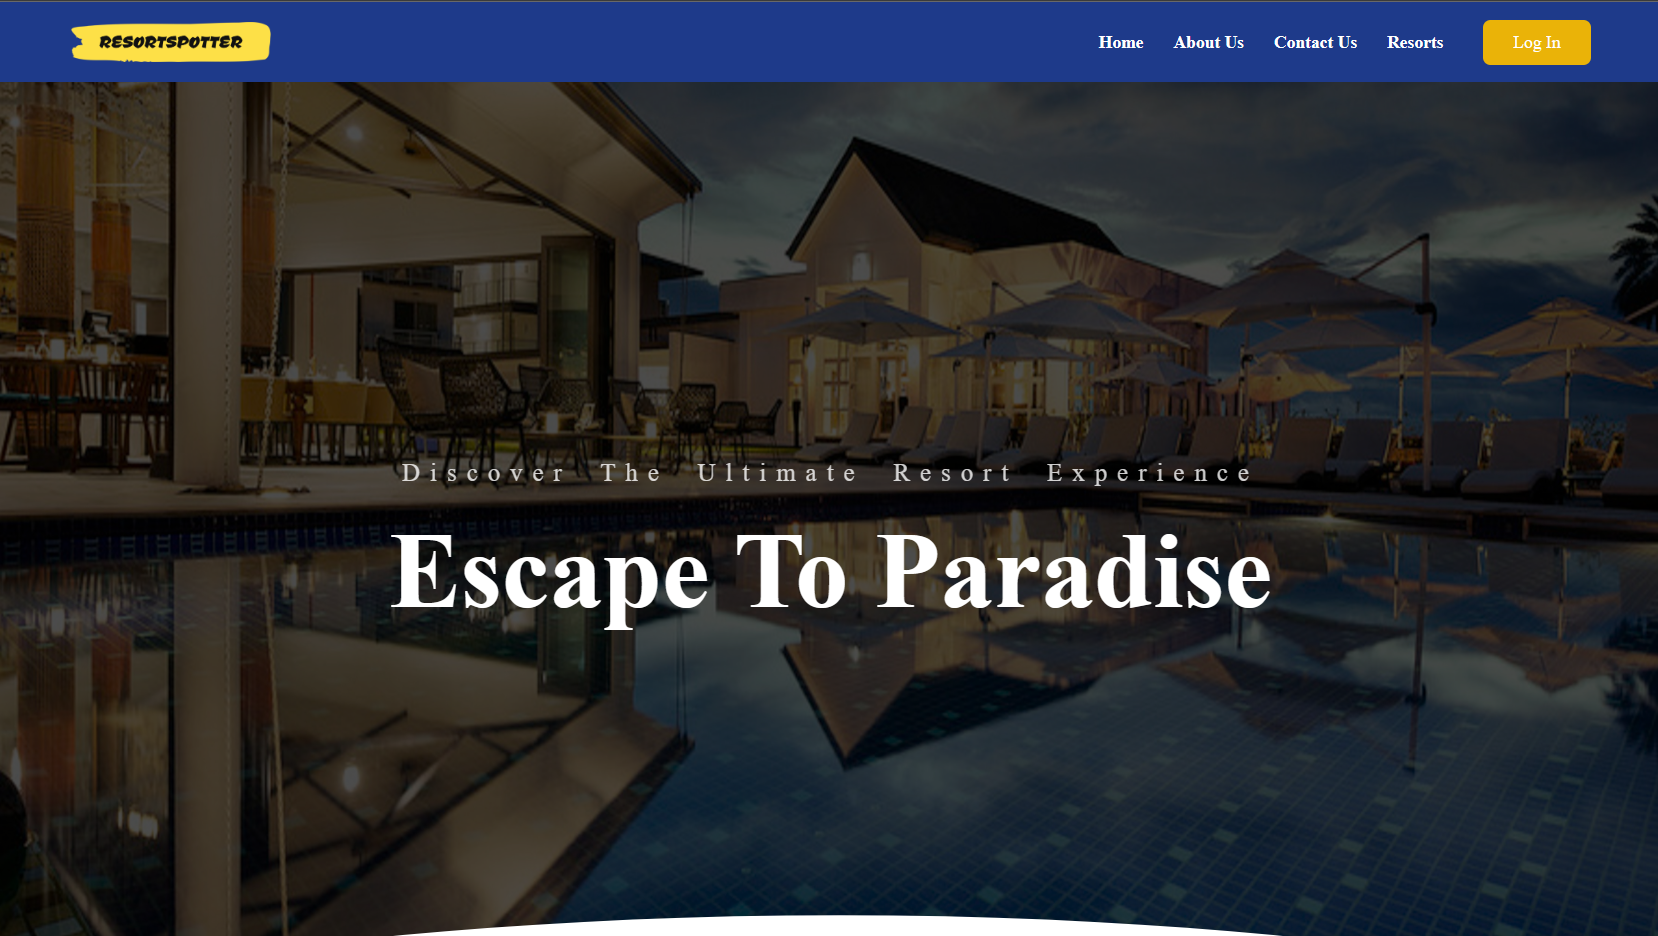 RESORTSPOTTER
Home About Us Contact Us Resorts Log In
Discover The Ultimate Resort Experience
Escape To Paradise